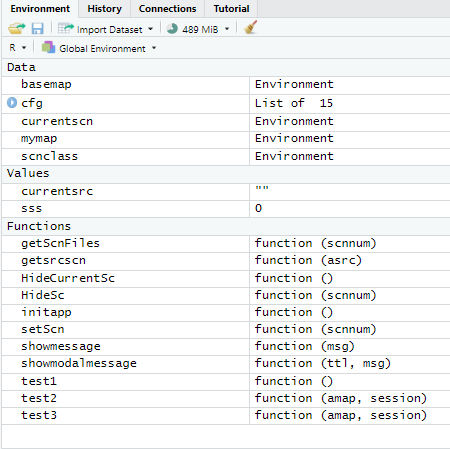 Environment History Connections Tutorial
Import Dataset 489 MiB
R Global Environment
Data
basemap Environment
cfg List of 15
currentscn Environment
mymap Environment
scnclass Environment
Values
currentsrc ""
sss 0
Functions
getScnFiles function (scnnum)
getsrcscn function (asrc)
HideCurrentSc function ()
HideSc function (scnnum)
initapp function ()
setScn function (scnnum)
showmessage function (msg)
showmodalmessage function (ttl, msg)
test1 function ()
test2 function (amap, session)
test3 function (amap, session)